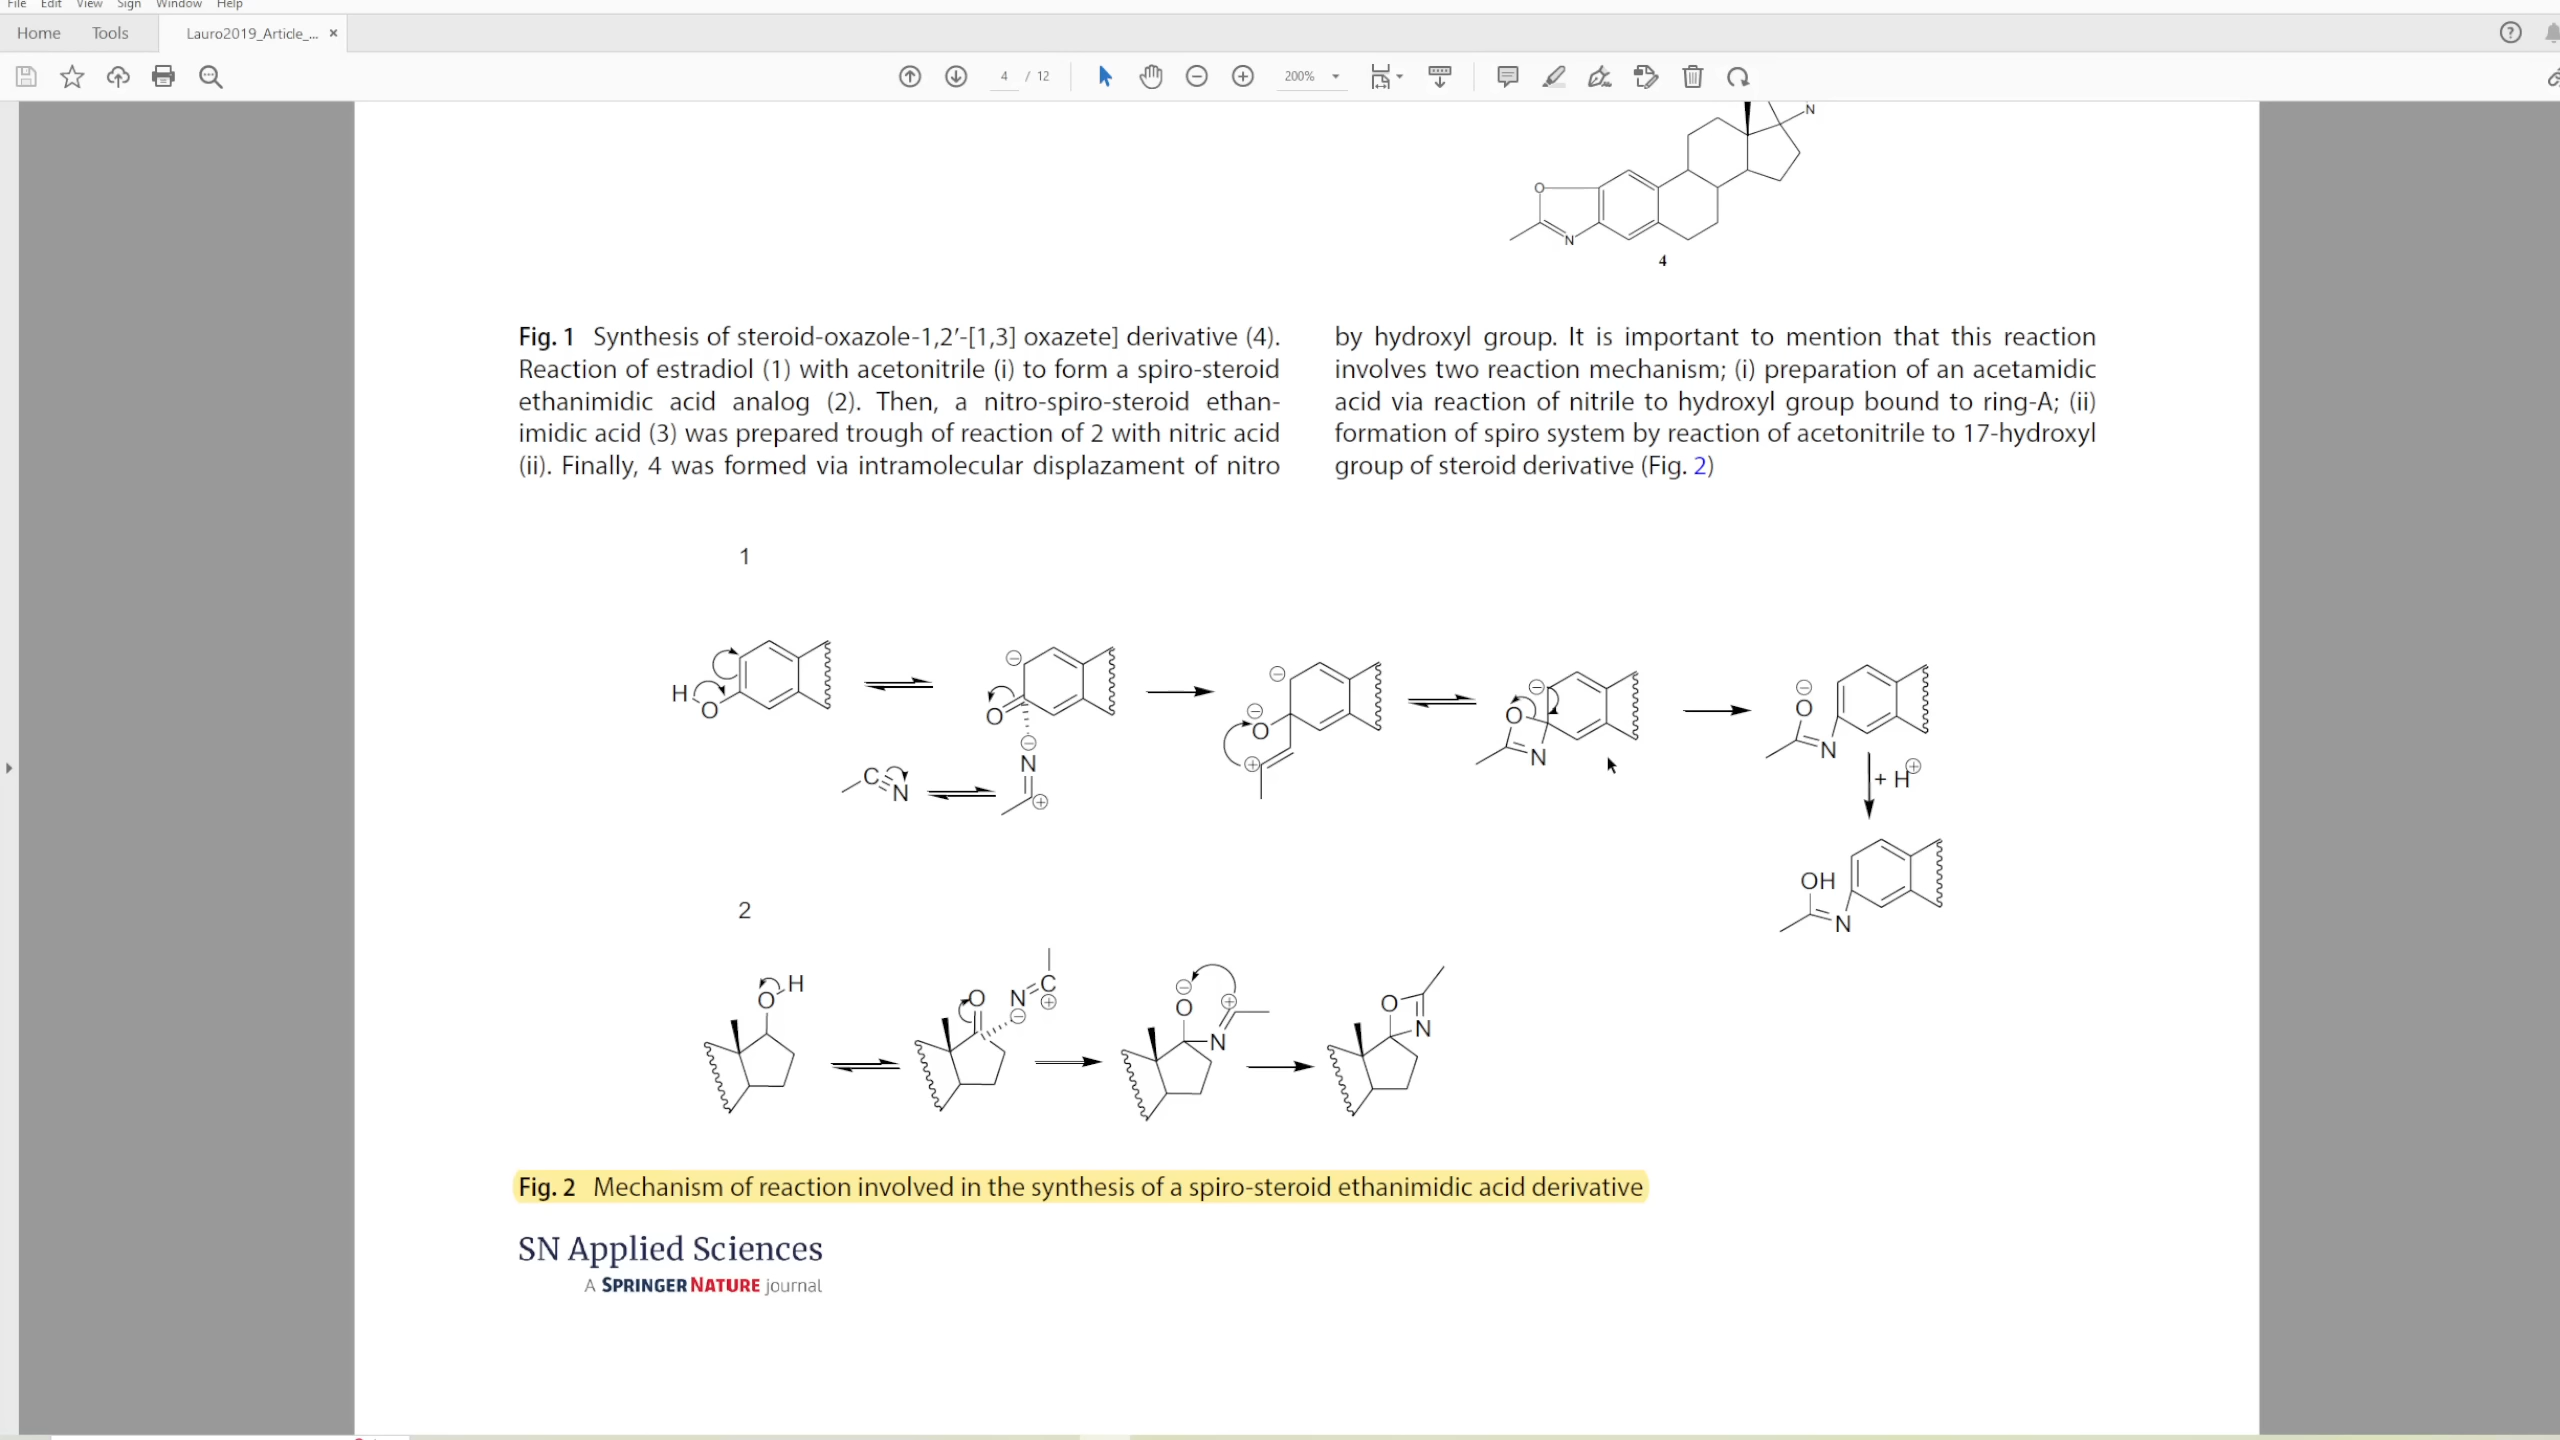 File Edit View Sign Window Help
Home Tools Lauro2019_Article_... ×
4 / 12 200%
N
O
N
4
Fig. 1 Synthesis of steroid-oxazole-1,2′-[1,3] oxazete] derivative (4).
Reaction of estradiol (1) with acetonitrile (i) to form a spiro-steroid
ethanimidic acid analog (2). Then, a nitro-spiro-steroid ethan-
imidic acid (3) was prepared trough of reaction of 2 with nitric acid
(ii). Finally, 4 was formed via intramolecular displazament of nitro
by hydroxyl group. It is important to mention that this reaction
involves two reaction mechanism; (i) preparation of an acetamidic
acid via reaction of nitrile to hydroxyl group bound to ring-A; (ii)
formation of spiro system by reaction of acetonitrile to 17-hydroxyl
group of steroid derivative (Fig. 2)
1
H O
O
N
C N
O
O N
O
N
+ H
OH
N
2
O H
O
N C
O
N
O
N
Fig. 2 Mechanism of reaction involved in the synthesis of a spiro-steroid ethanimidic acid derivative
SN Applied Sciences
A SPRINGER NATURE journal